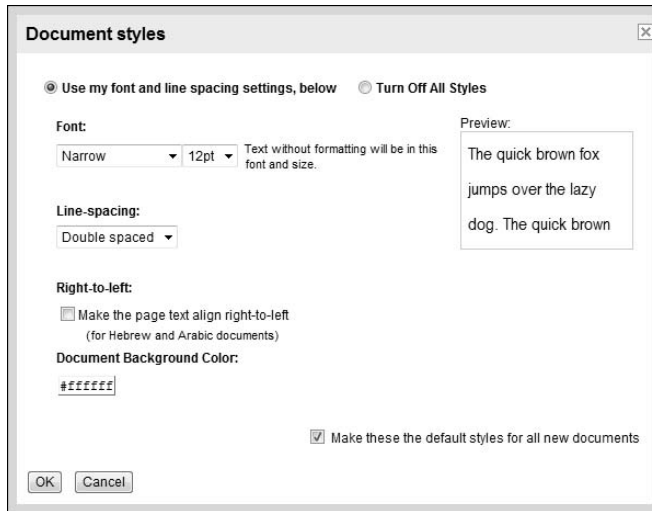 Document styles
Use my font and line spacing settings, below
Turn Off All Styles
Font:
Narrow
12pt
Text without formatting will be in this
font and size.
Preview:
The quick brown fox
jumps over the lazy
dog. The quick brown
Line-spacing:
Double spaced
Right-to-left:
Make the page text align right-to-left
(for Hebrew and Arabic documents)
Document Background Color:
#ffffff
Make these the default styles for all new documents
OK
Cancel